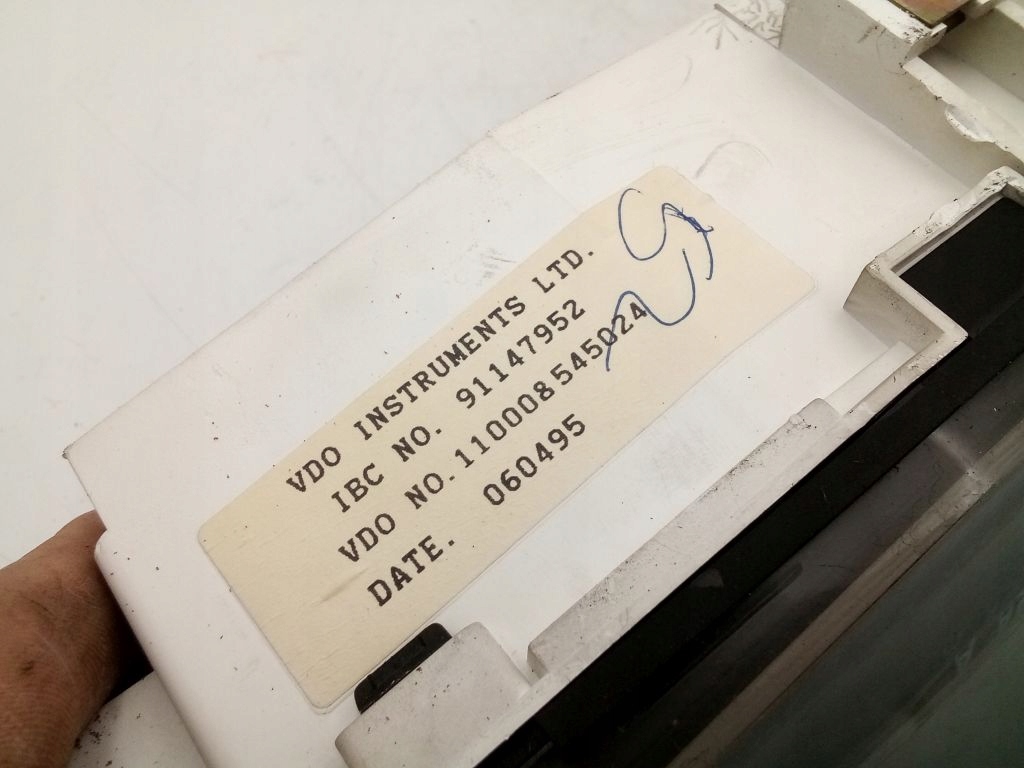 VDO INSTRUMENTS LTD.
IBC NO. 91147952
VDO NO. 110008545024
DATE. 060495